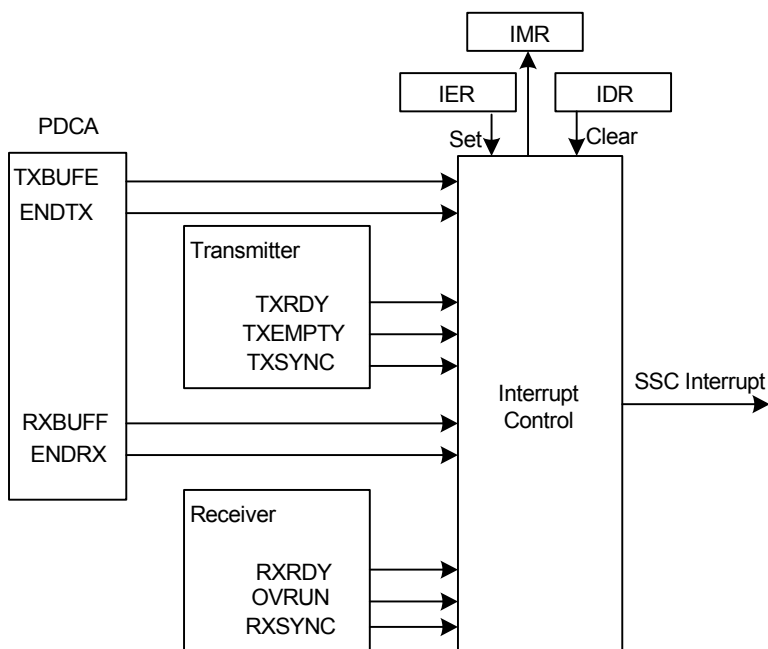 IMR
IER
IDR
PDCA
Set
Clear
TXBUFE
ENDTX
Transmitter
TXRDY
TXEMPTY
TXSYNC
Interrupt
Control
SSC Interrupt
RXBUFF
ENDRX
Receiver
RXRDY
OVRUN
RXSYNC